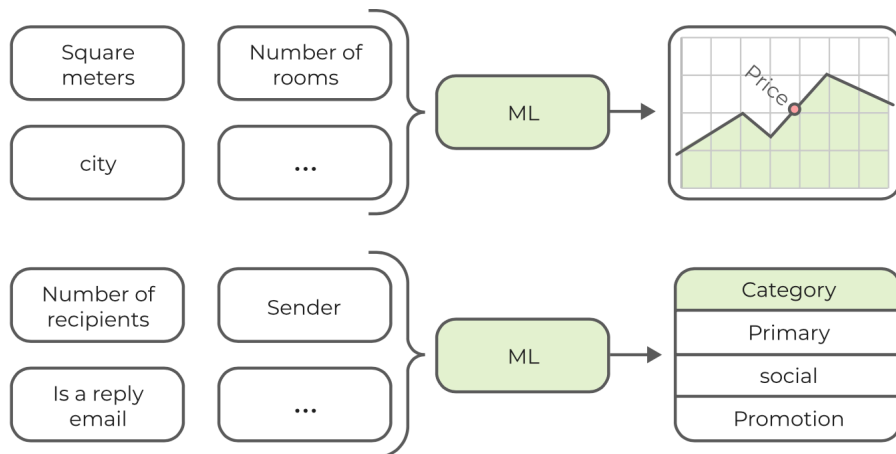 Square
meters
Number of
rooms
city
...
ML
Price
Number of
recipients
Sender
Is a reply
email
...
ML
Category
Primary
social
Promotion